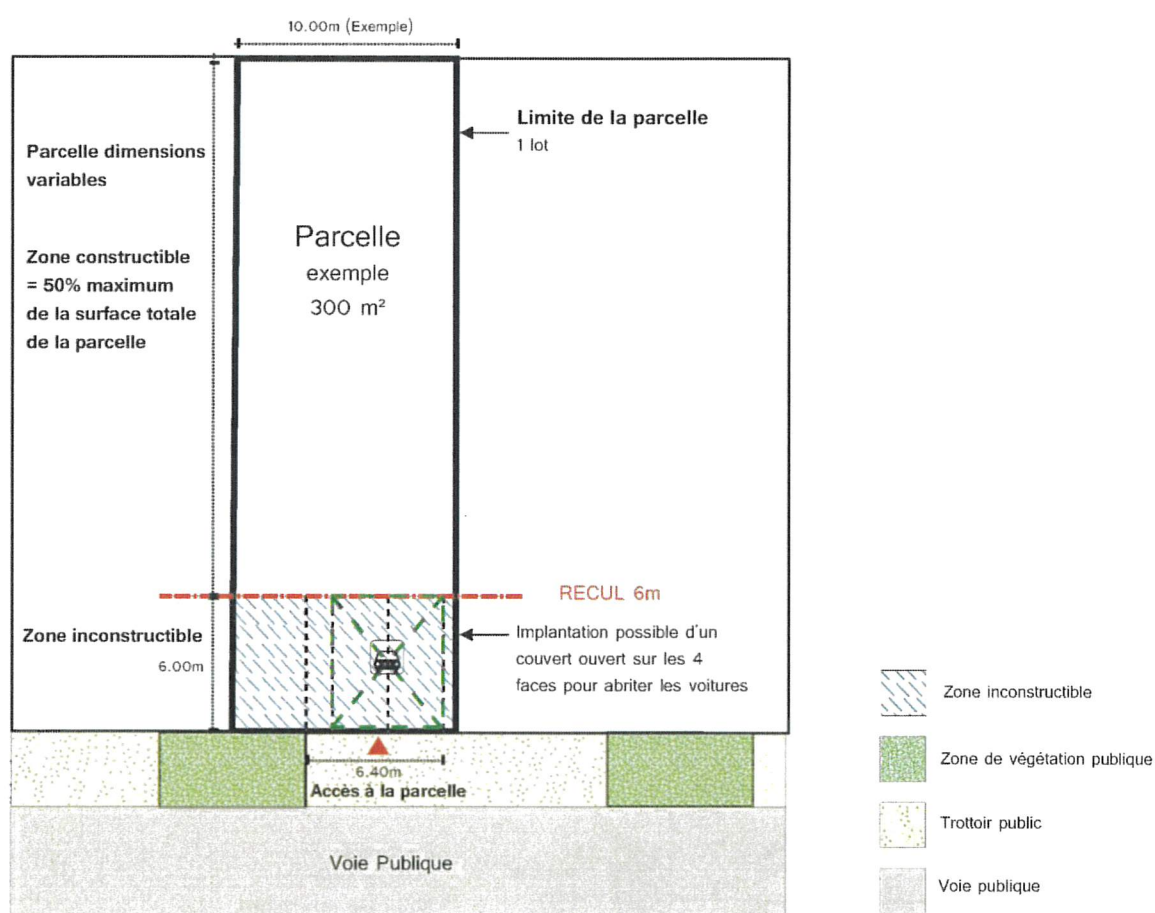 10.00m (Exemple)
Limite de la parcelle
1 lot
Parcelle dimensions
variables
Zone constructible
= 50% maximum
de la surface totale
de la parcelle
Parcelle
exemple
300 m²
RECUL 6m
Zone inconstructible
6.00m
Implantation possible d'un
couvert ouvert sur les 4
faces pour abriter les voitures
6.40m
Accès à la parcelle
Voie Publique
Zone inconstructible
Zone de végétation publique
Trottoir public
Voie publique